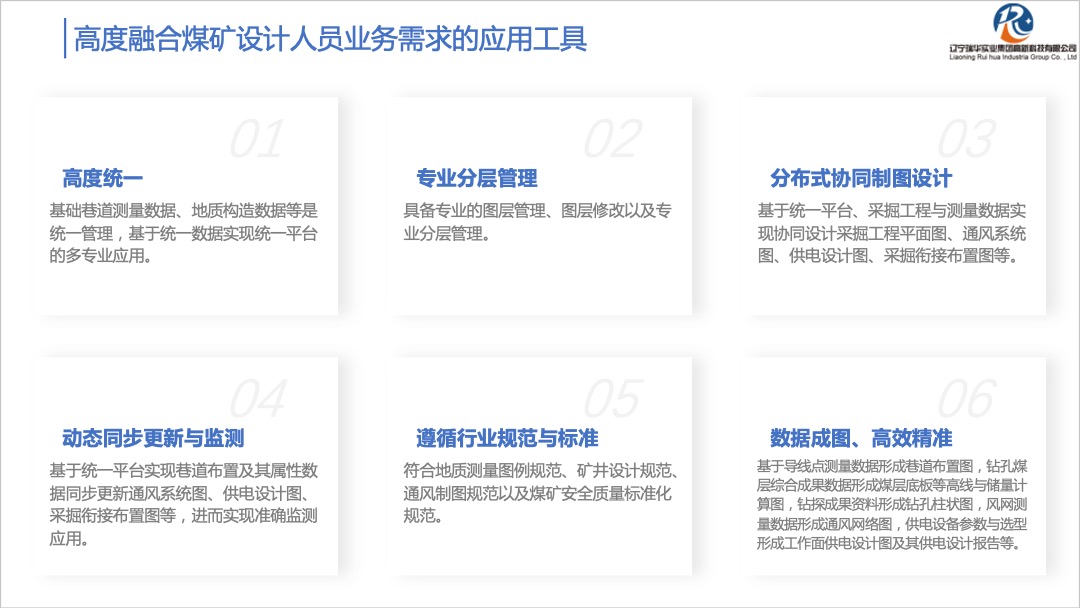 高度融合煤矿设计人员业务需求的应用工具
辽宁瑞华实业集团高新科技有限公司
Liaoning Rui hua Industria Group Co. , Ltd
01
高度统一
基础巷道测量数据、地质构造数据等是
统一管理，基于统一数据实现统一平台
的多专业应用。
02
专业分层管理
具备专业的图层管理、图层修改以及专
业分层管理。
03
分布式协同制图设计
基于统一平台、采掘工程与测量数据实
现协同设计采掘工程平面图、通风系统
图、供电设计图、采掘衔接布置图等。
04
动态同步更新与监测
基于统一平台实现巷道布置及其属性数
据同步更新通风系统图、供电设计图、
采掘衔接布置图等，进而实现准确监测
应用。
05
遵循行业规范与标准
符合地质测量图例规范、矿井设计规范、
通风制图规范以及煤矿安全质量标准化
规范。
06
数据成图、高效精准
基于导线点测量数据形成巷道布置图，钻孔煤
层综合成果数据形成煤层底板等高线与储量计
算图，钻探成果资料形成钻孔柱状图，风网测
量数据形成通风网络图，供电设备参数与选型
形成工作面供电设计图及其供电设计报告等。